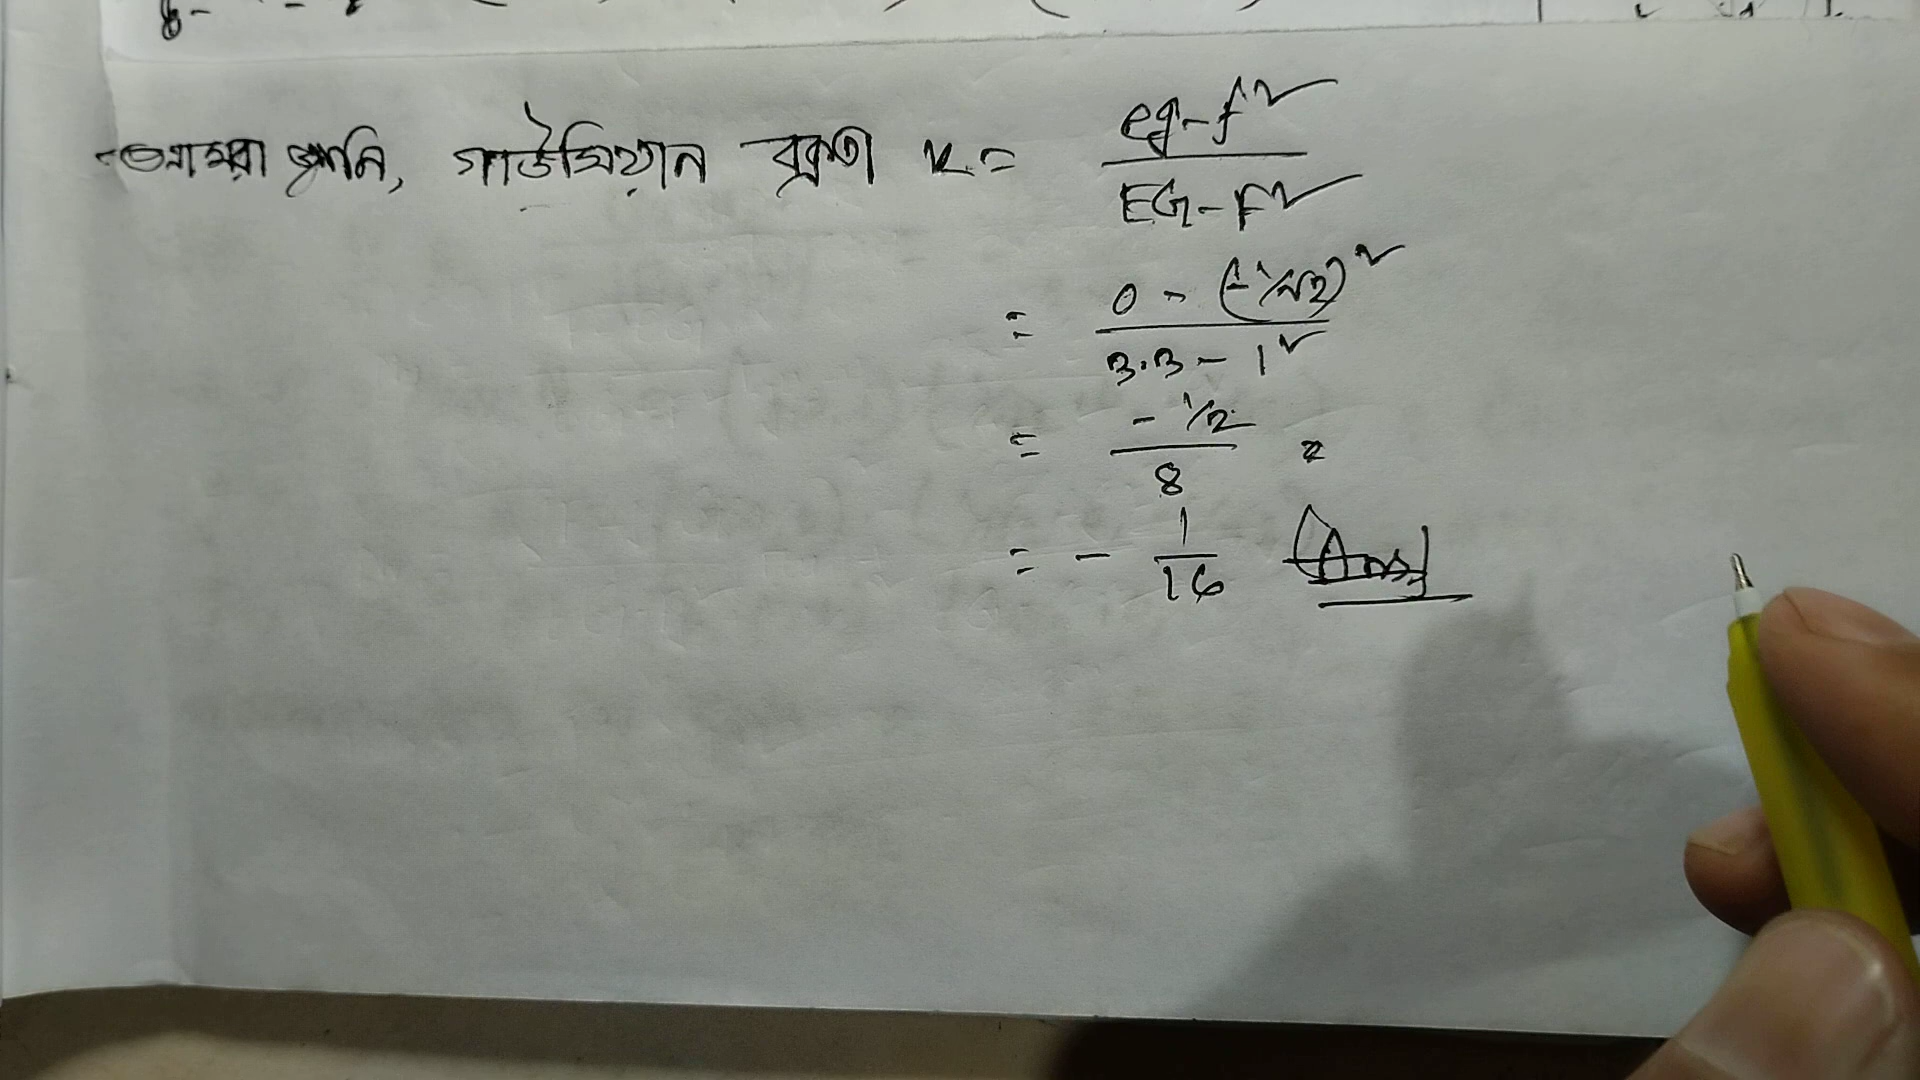 আমরা জানি, গাউসিয়ান বক্রতা K = (eg - f²) / (EG - F²)
= (0 - (-1/√2)²) / (3.3 - 1²)
= (-1/2) / 8 =
= - 1/16 (Ans)